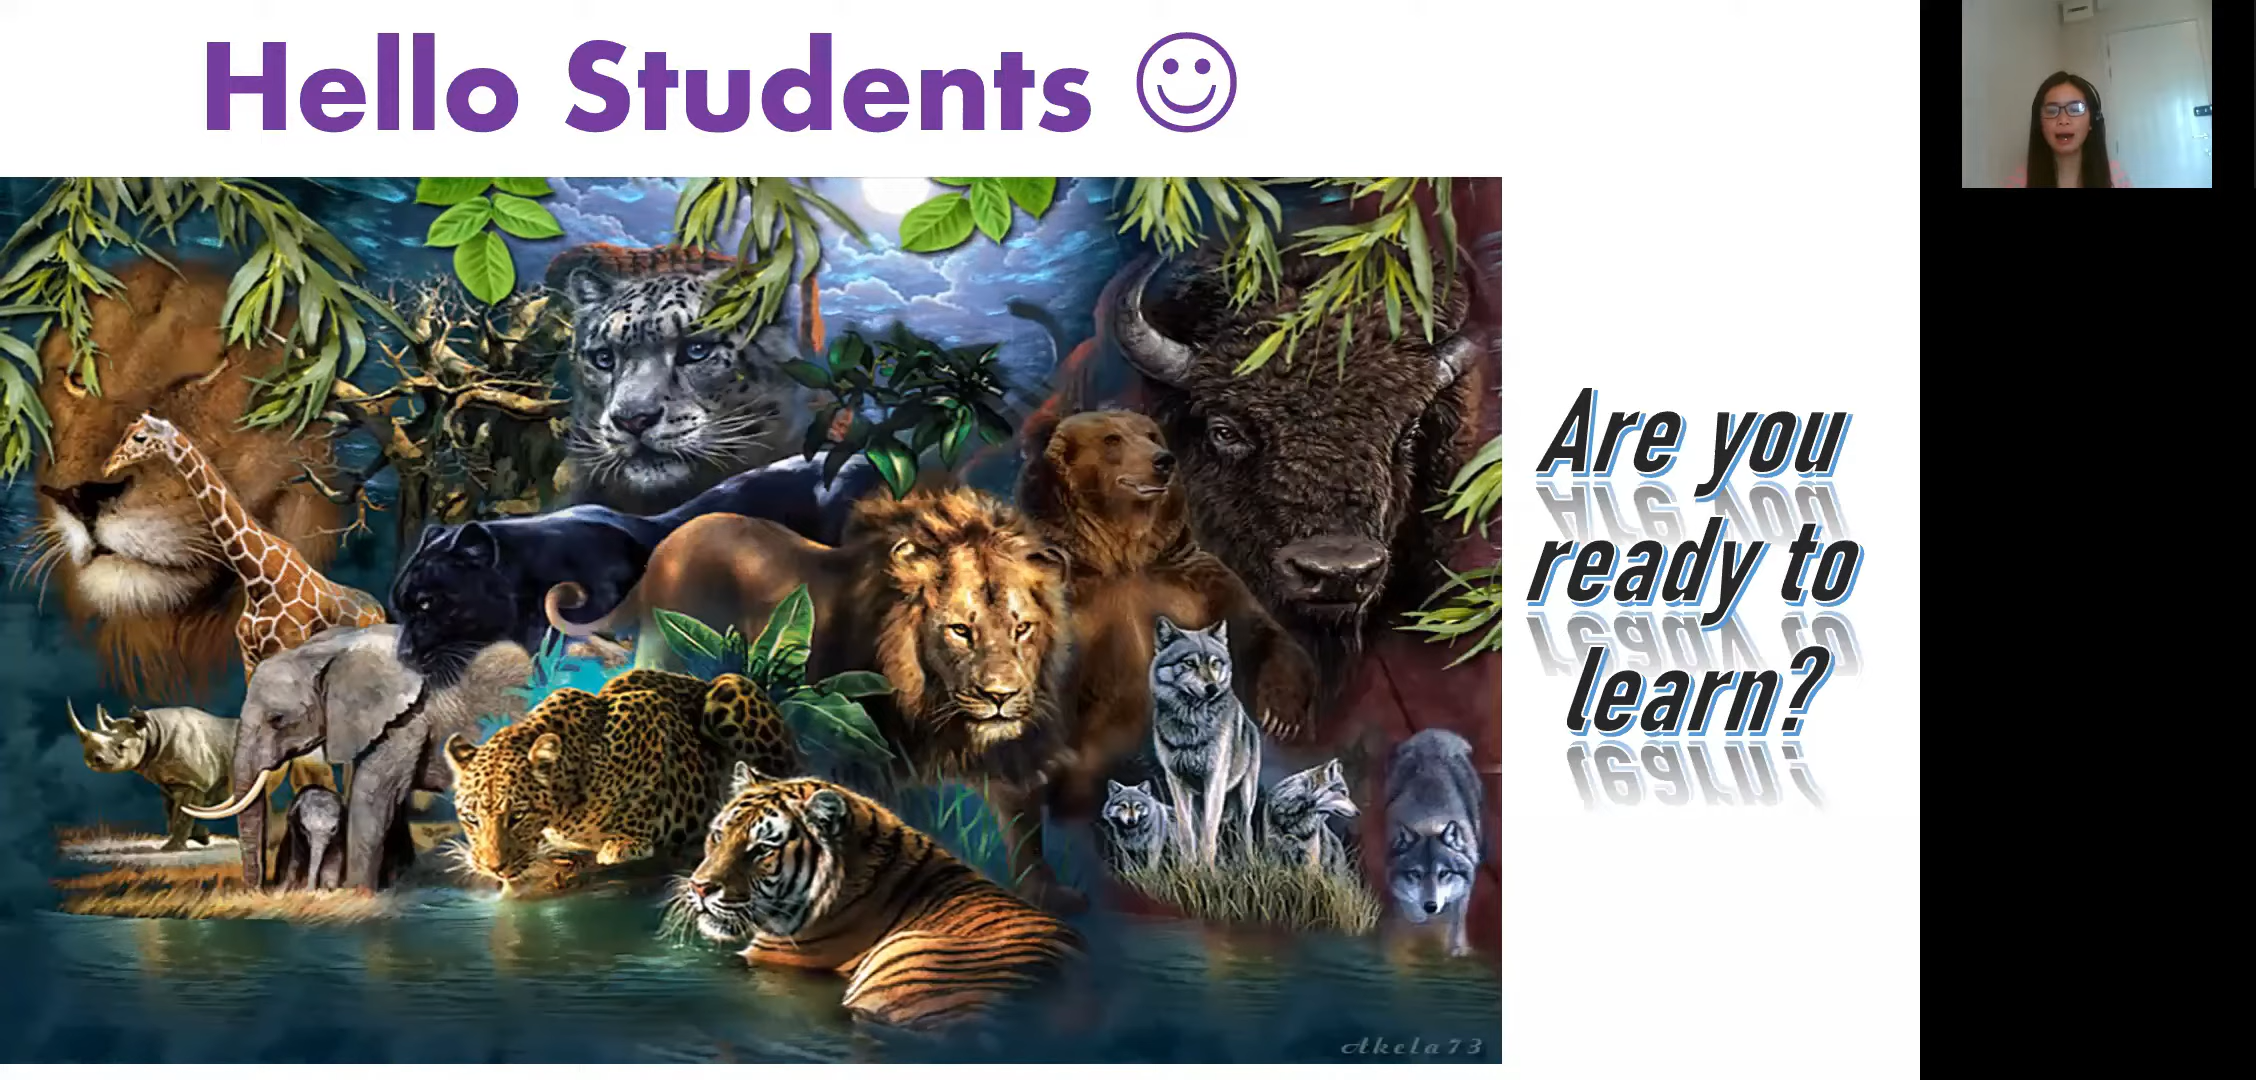 Hello Students ☺
Are you
ready to
learn?
Akela73